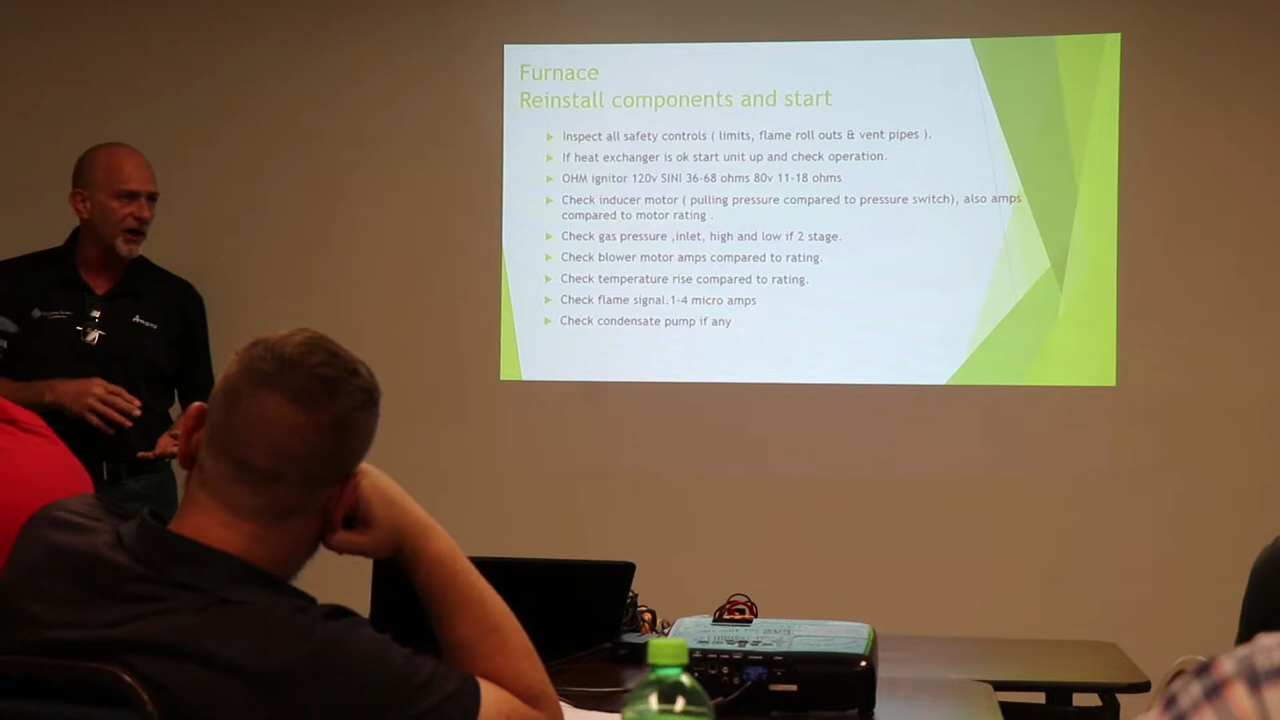 Furnace
Reinstall components and start
Inspect all safety controls ( limits, flame roll outs & vent pipes ).
If heat exchanger is ok start unit up and check operation.
OHM ignitor 120v SINI 36-68 ohms 80v 11-18 ohms
Check inducer motor ( pulling pressure compared to pressure switch), also amps
compared to motor rating .
Check gas pressure ,inlet, high and low if 2 stage.
Check blower motor amps compared to rating.
Check temperature rise compared to rating.
Check flame signal.1-4 micro amps
Check condensate pump if any